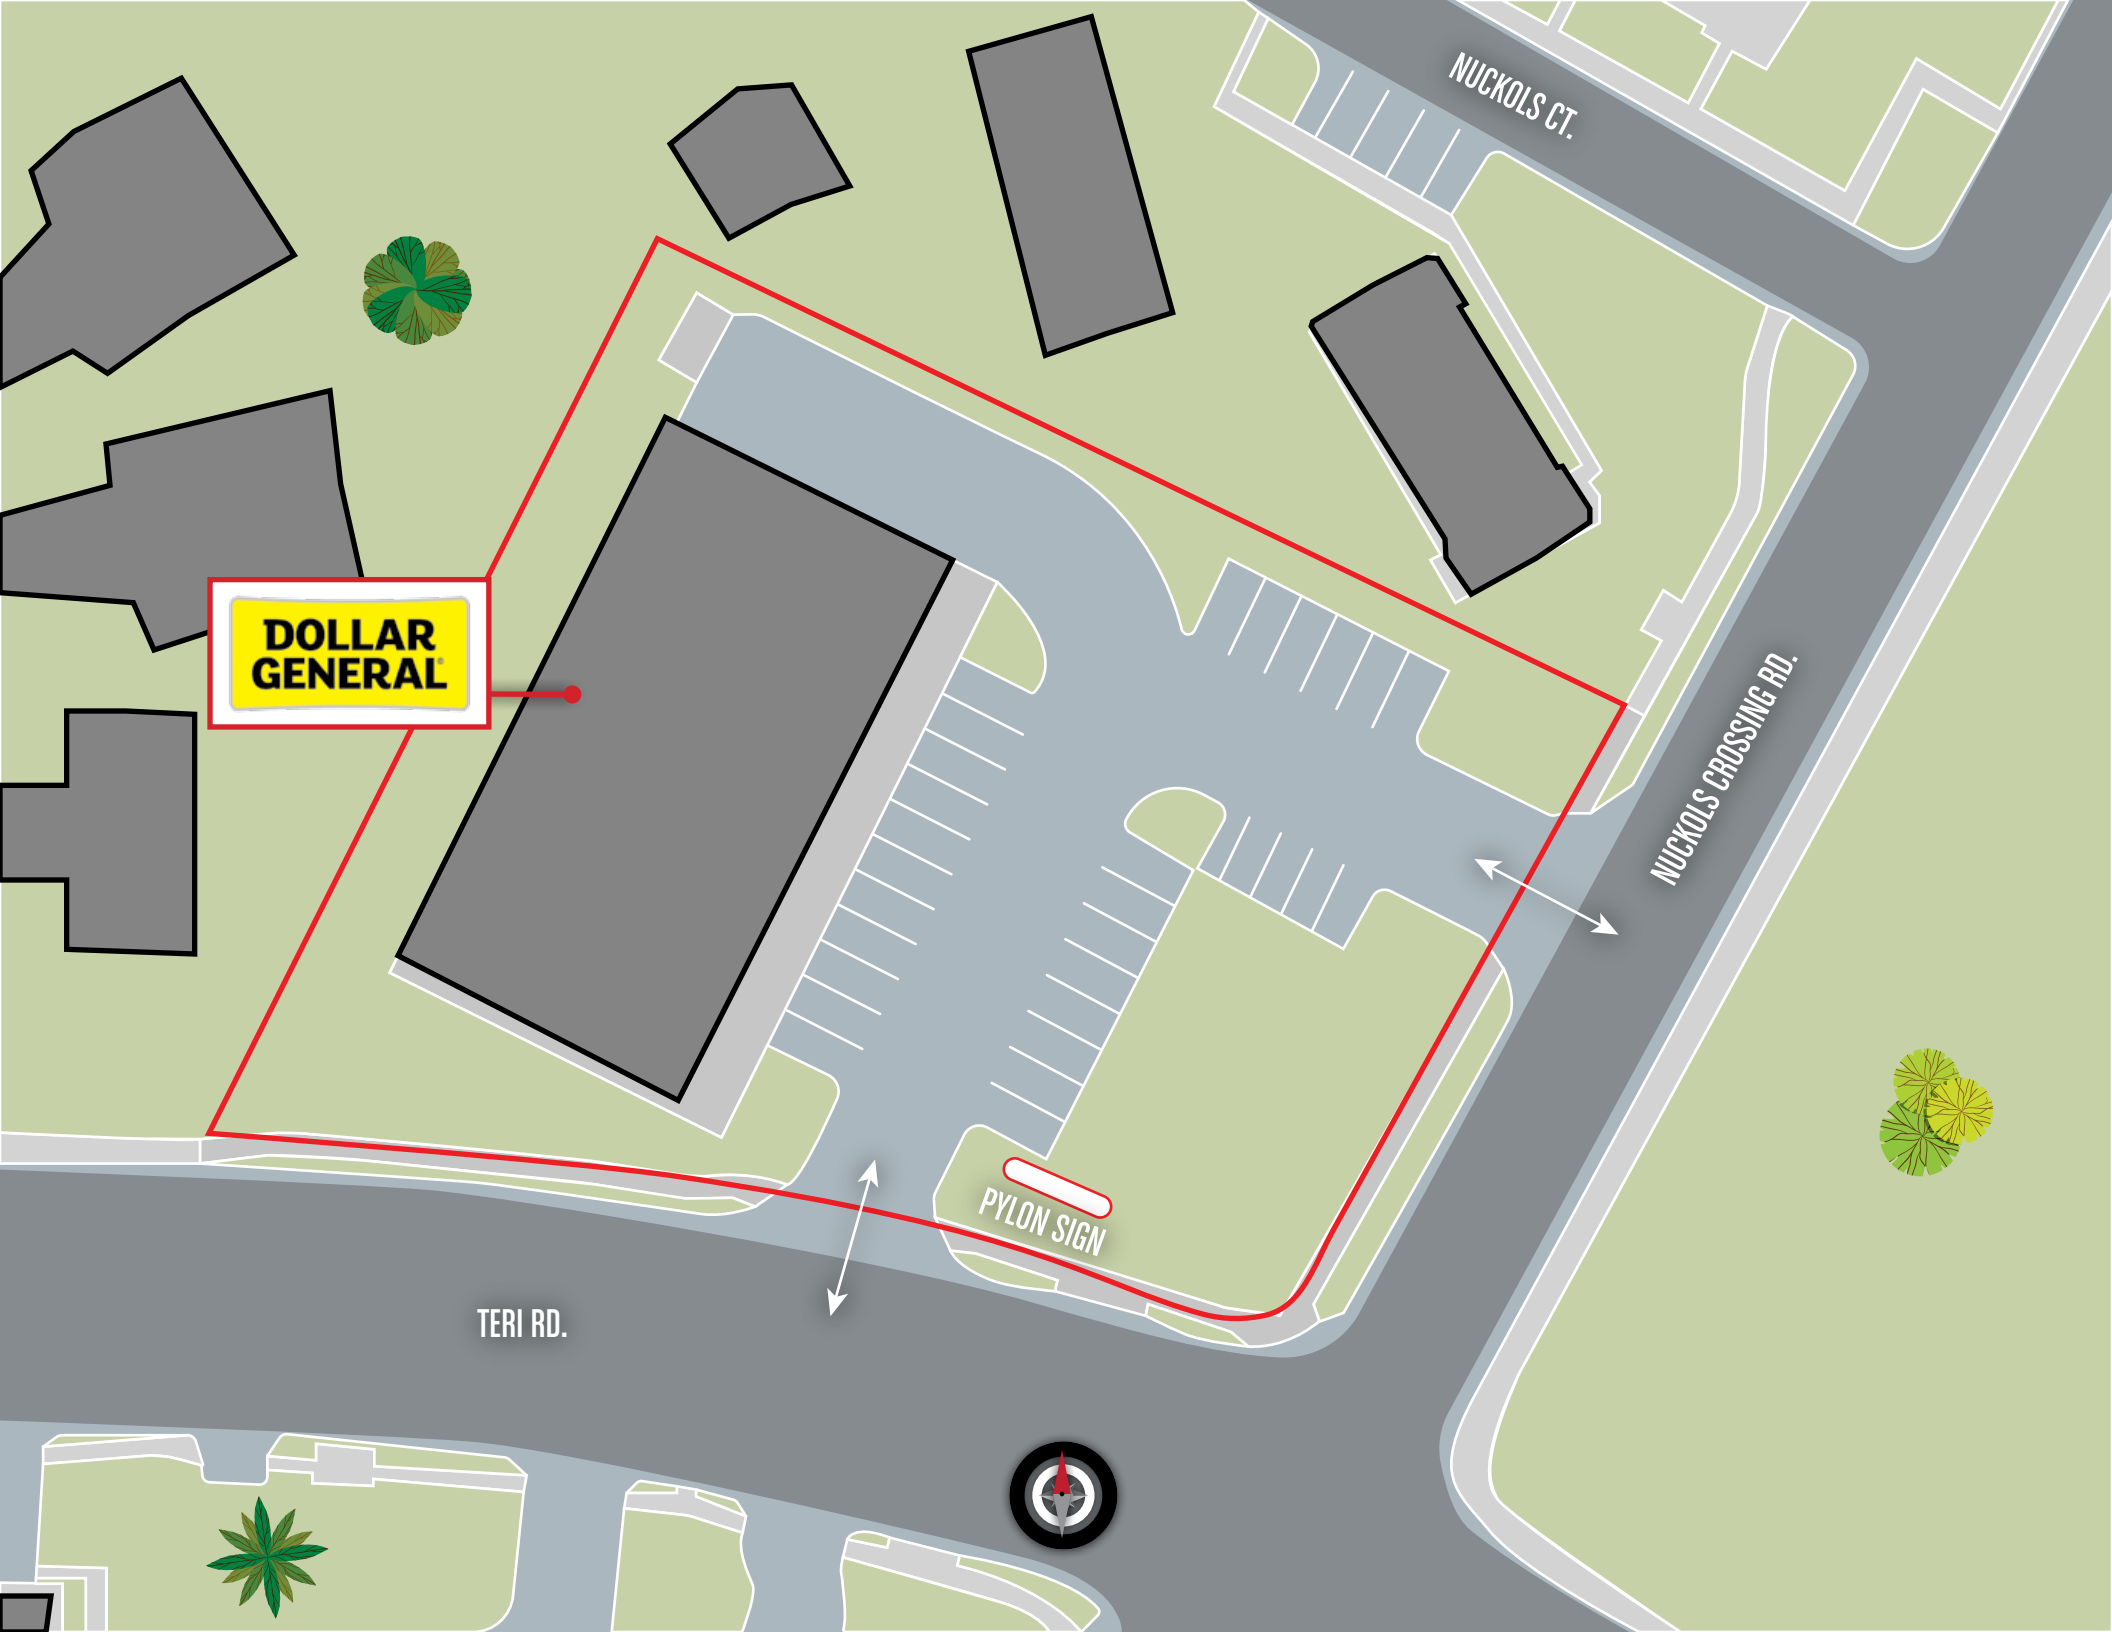 NUCKOLS CT.
DOLLAR
GENERAL
NUCKOLS CROSSING RD.
PYLON SIGN
TERI RD.